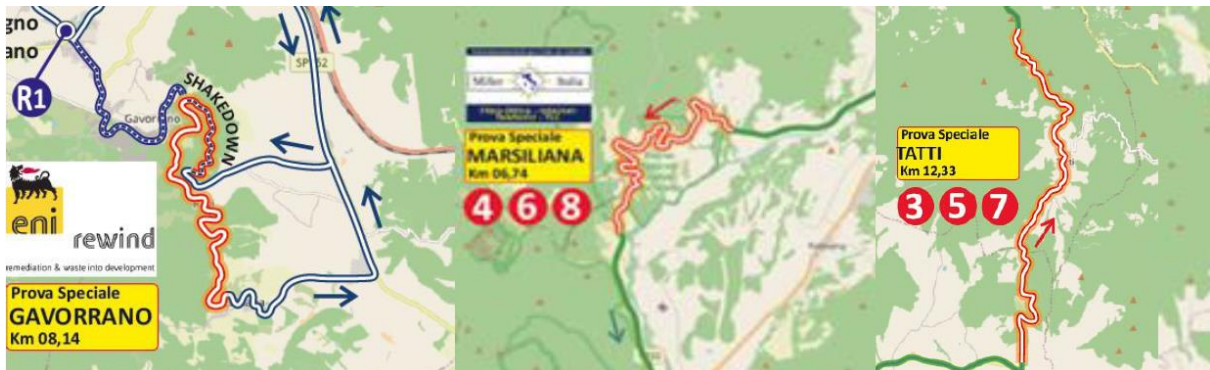 gno
ano
R1
SHAKEDOWN
Gavorrano
eni
rewind
remediation & waste into development
Prova Speciale
GAVORRANO
Km 08,14
Miller
Italia
Prova Speciale
MARSILIANA
Km 06,74
4 6 8
Prova Speciale
TATTI
Km 12,33
3 5 7